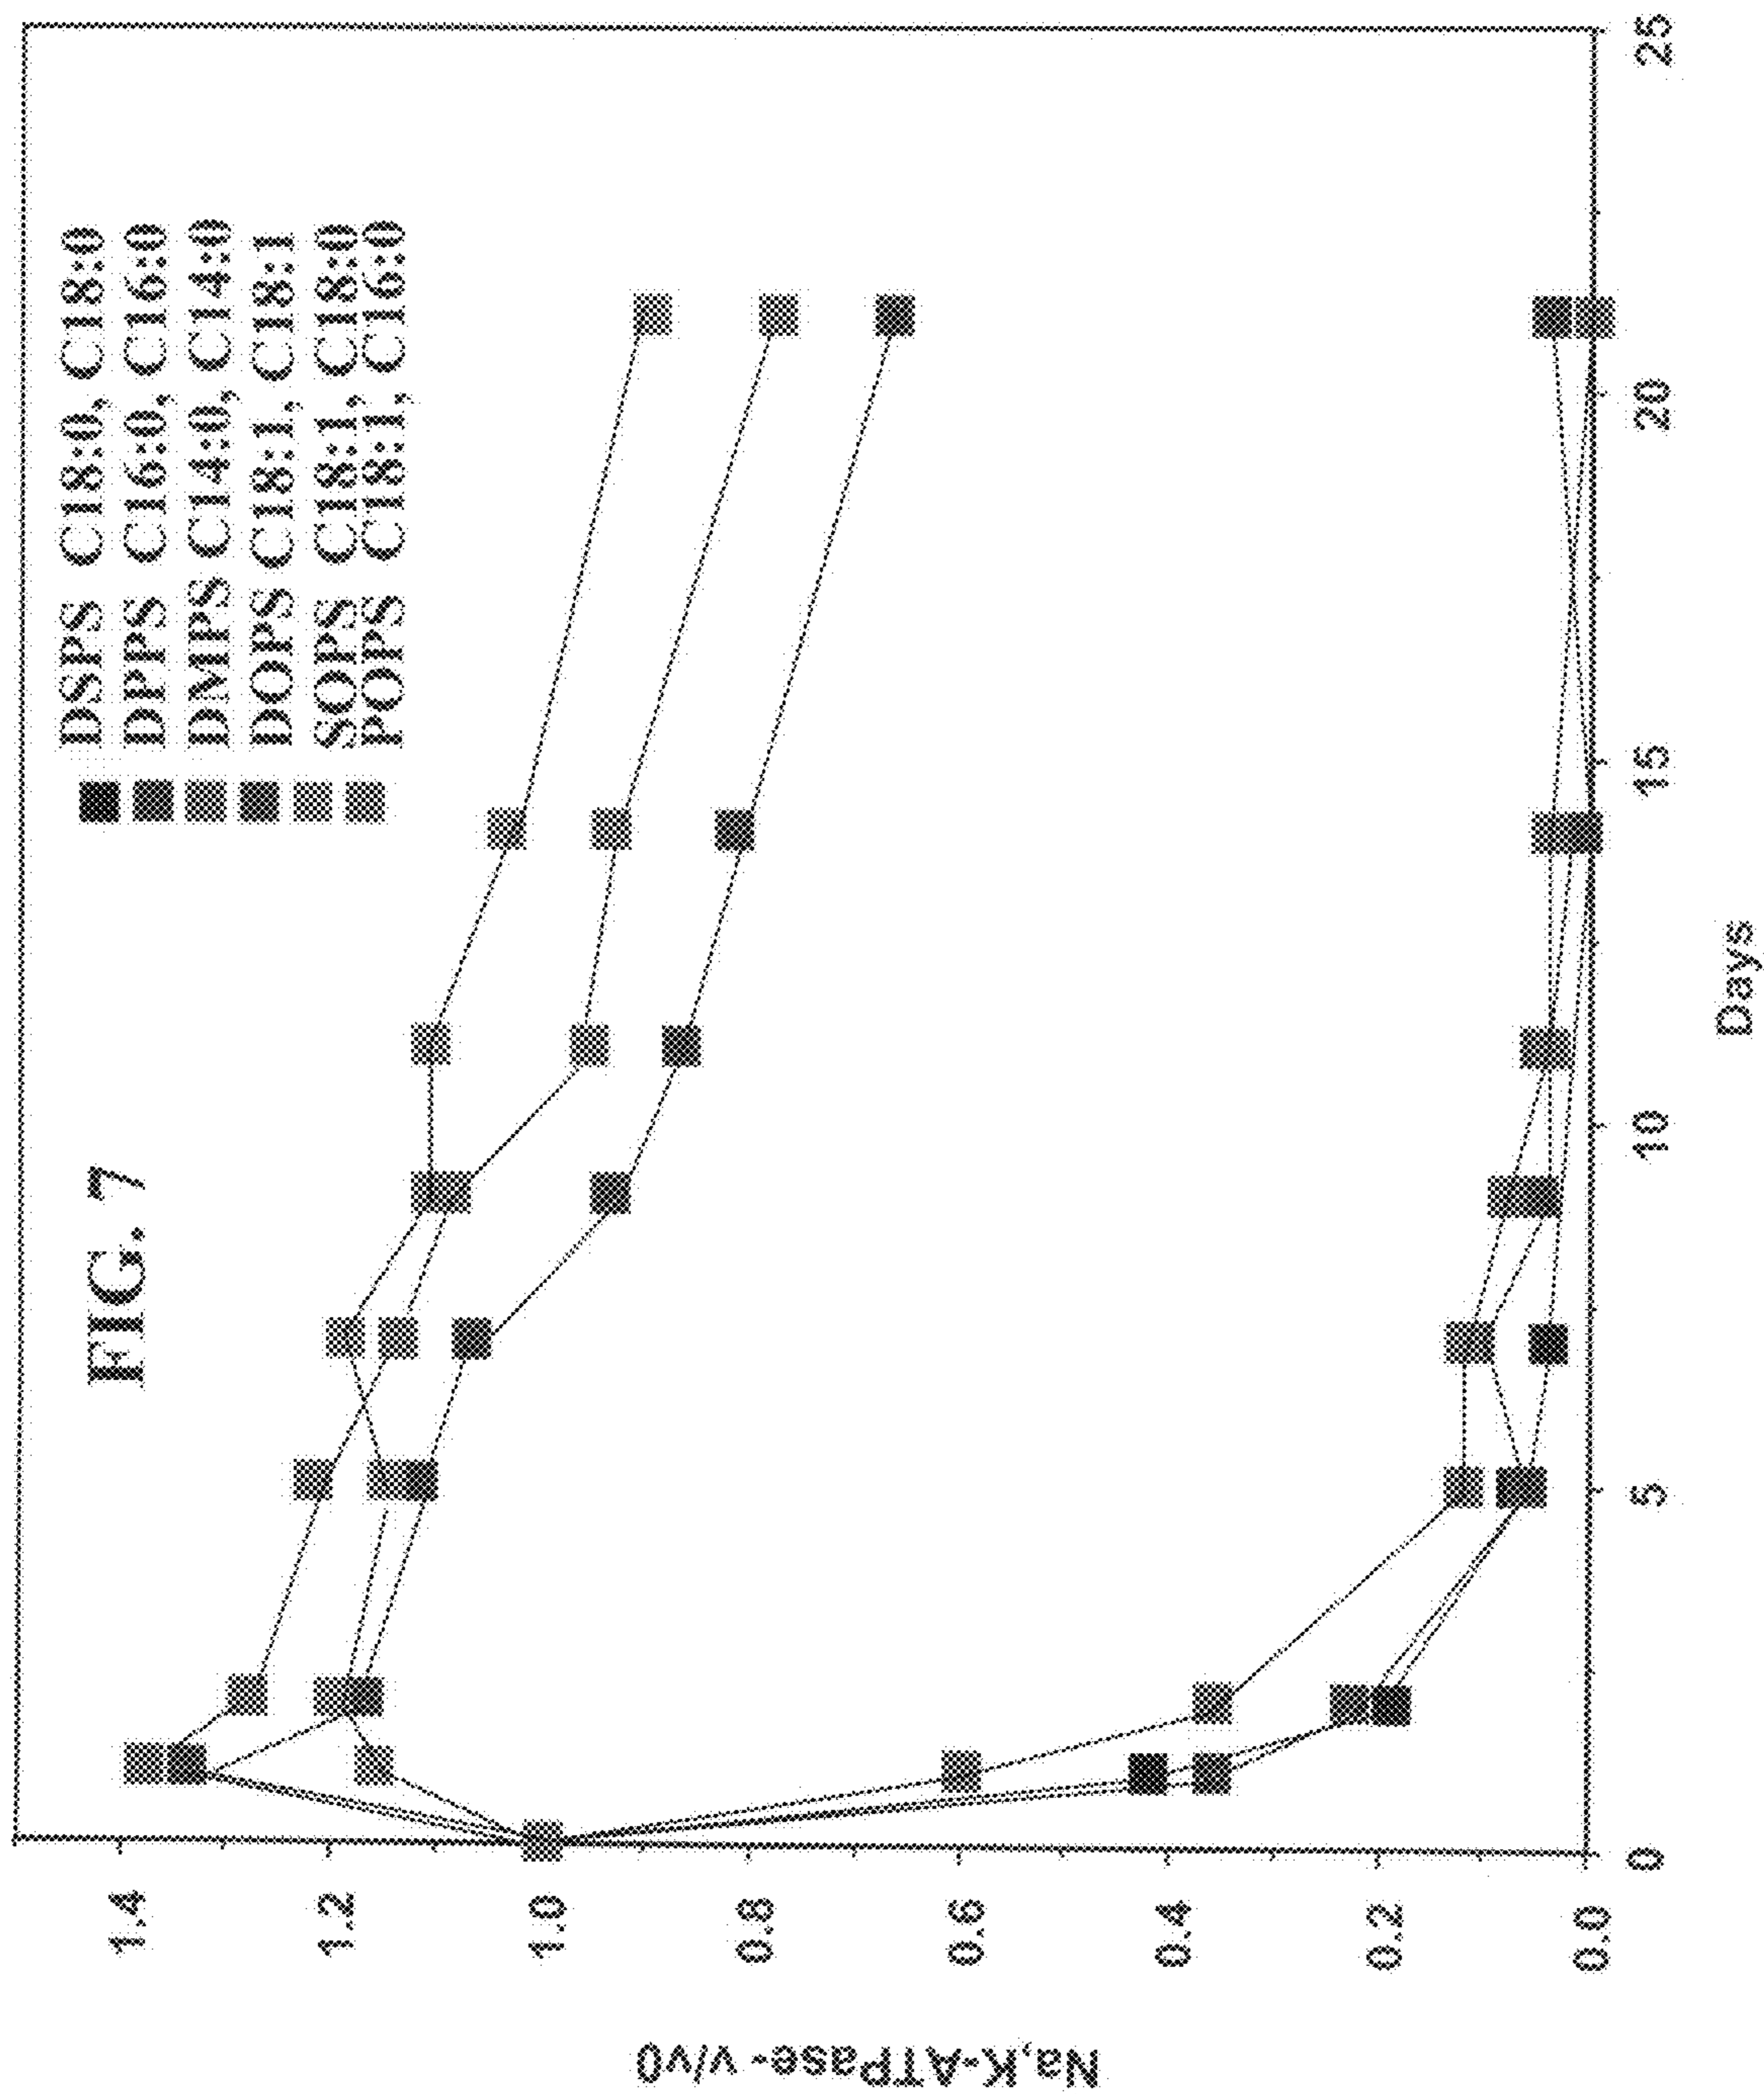 FIG. 7
DSPS C18:0, C18:0
DPPS C16:0, C16:0
DMPS C14:0, C14:0
DOPS C18:1, C18:1
SOPS C18:1, C18:0
POPS C18:1, C16:0
Na,K-ATPase- v/v0
1.4
1.2
1.0
0.8
0.6
0.4
0.2
0.0
0
5
10
15
20
25
Days